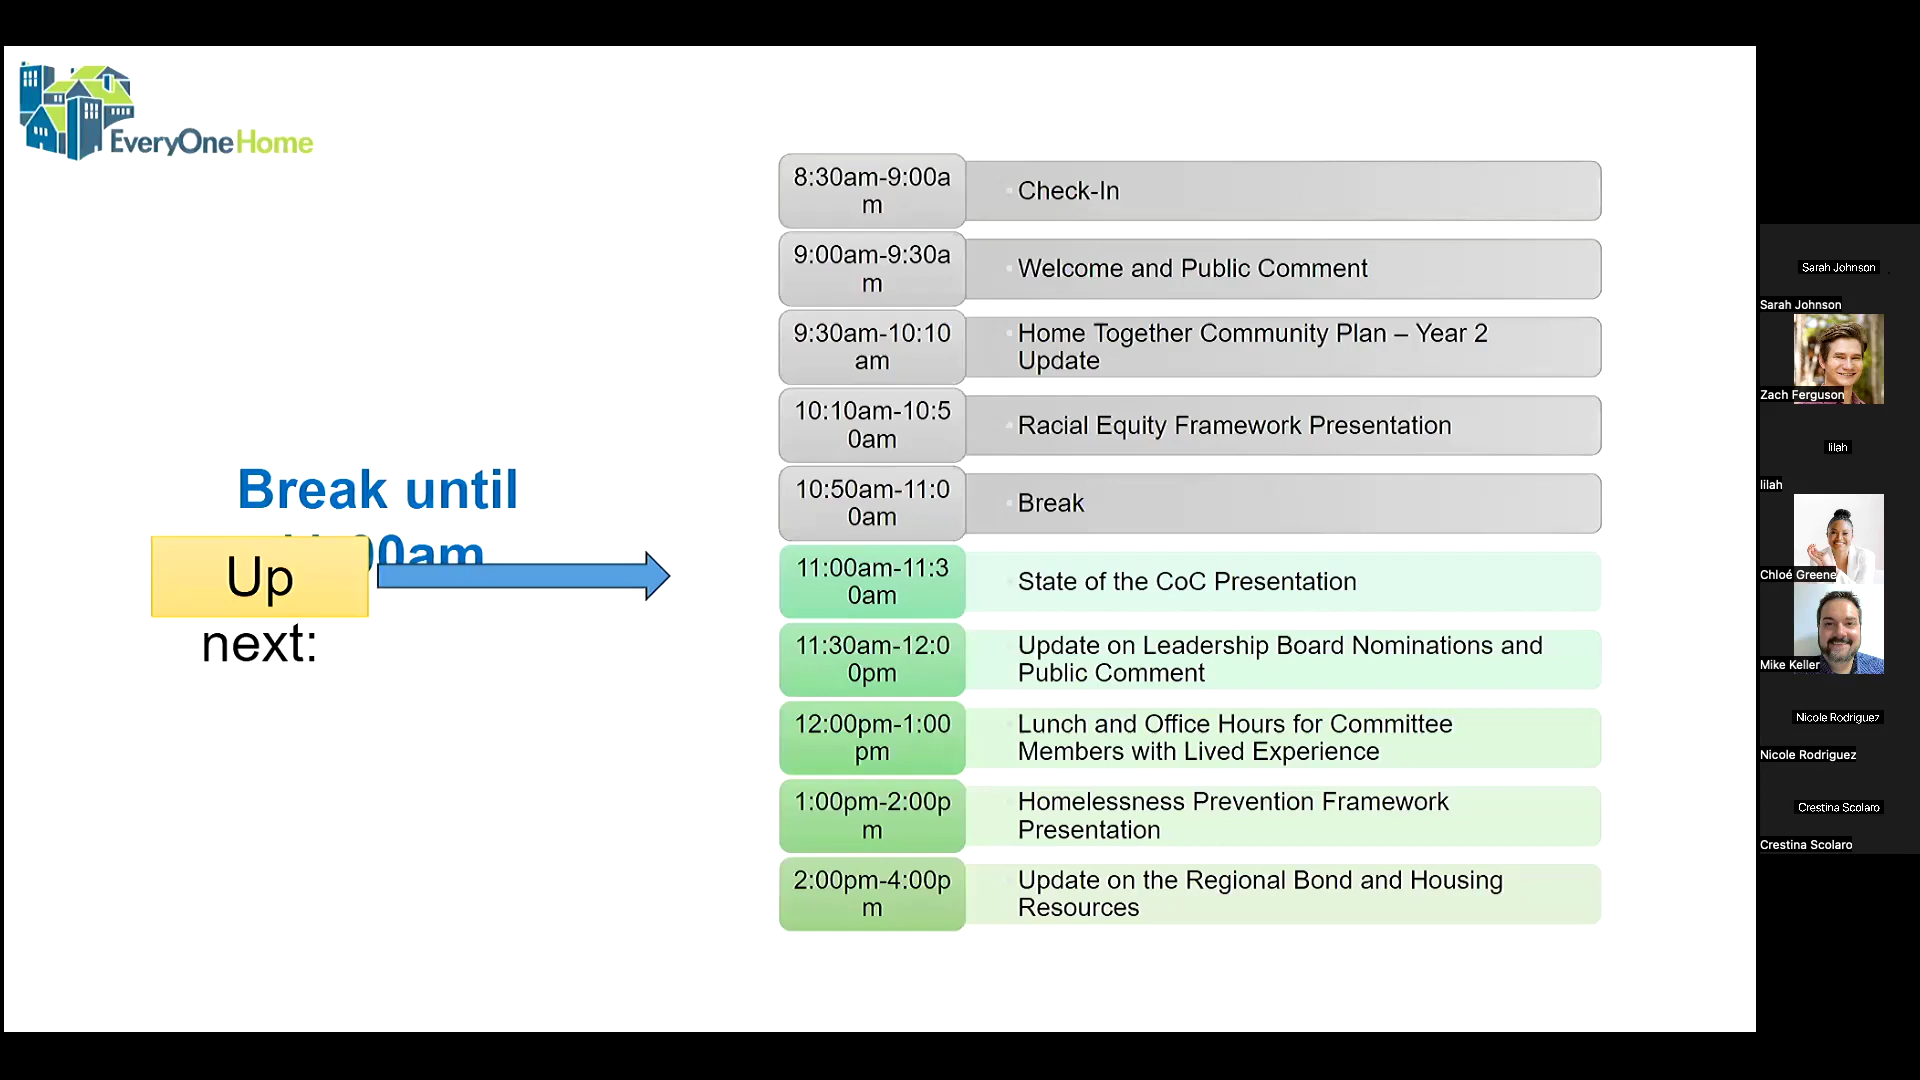 EveryOneHome
Break until
00am
Up
next:
8:30am-9:00a
m
Check-In
9:00am-9:30a
m
Welcome and Public Comment
9:30am-10:10
am
Home Together Community Plan – Year 2
Update
10:10am-10:5
0am
Racial Equity Framework Presentation
10:50am-11:0
0am
Break
11:00am-11:3
0am
State of the CoC Presentation
11:30am-12:0
0pm
Update on Leadership Board Nominations and
Public Comment
12:00pm-1:00
pm
Lunch and Office Hours for Committee
Members with Lived Experience
1:00pm-2:00p
m
Homelessness Prevention Framework
Presentation
2:00pm-4:00p
m
Update on the Regional Bond and Housing
Resources
Sarah Johnson
Sarah Johnson
Zach Ferguson
lilah
lilah
Chloé Greene
Mike Keller
Nicole Rodriguez
Nicole Rodriguez
Crestina Scolaro
Crestina Scolaro